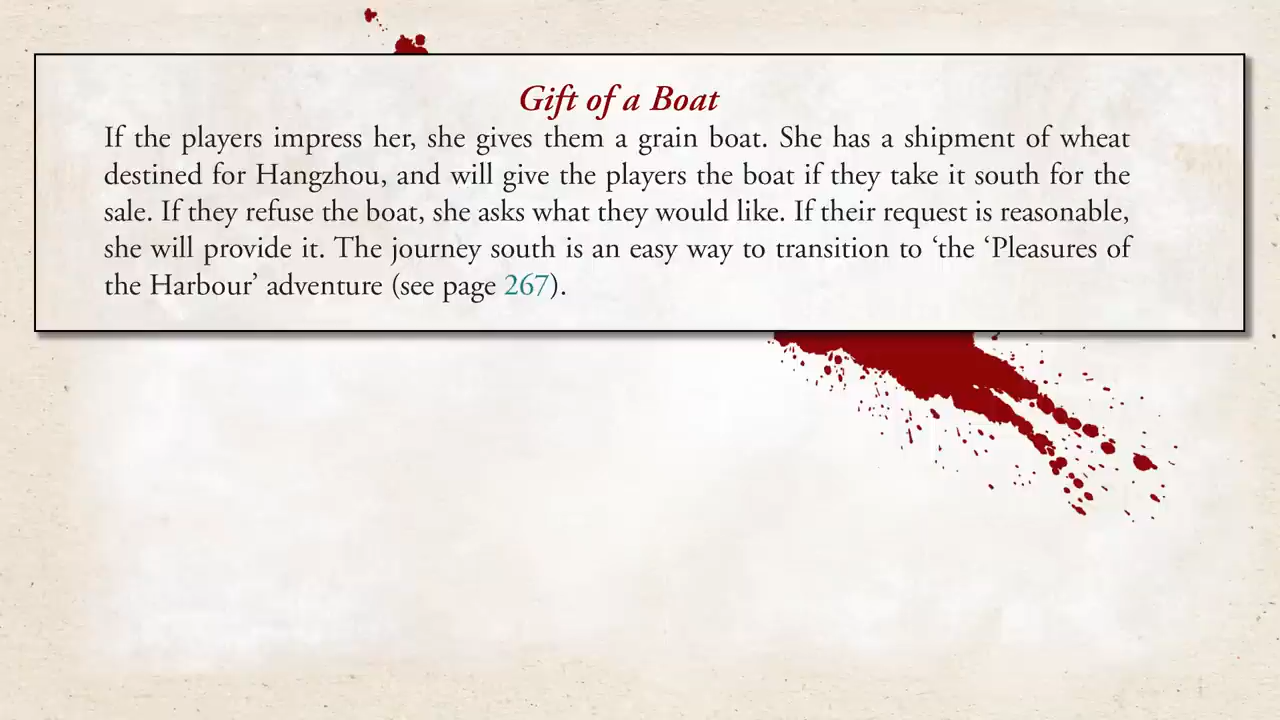 Gift of a Boat
If the players impress her, she gives them a grain boat. She has a shipment of wheat
destined for Hangzhou, and will give the players the boat if they take it south for the
sale. If they refuse the boat, she asks what they would like. If their request is reasonable,
she will provide it. The journey south is an easy way to transition to ‘the ‘Pleasures of
the Harbour’ adventure (see page 267).